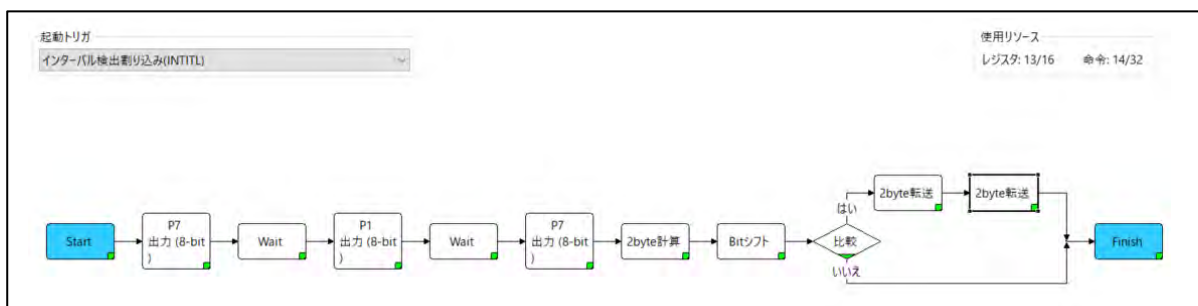 起動トリガ
使用リソース
インターバル検出割り込み(INTITL)
レジスタ: 13/16 命令: 14/32
2byte転送
2byte転送
はい
Start
P7
出力 (8-bit
)
Wait
P1
出力 (8-bit
)
Wait
P7
出力 (8-bit
)
2byte計算
Bitシフト
比較
Finish
いいえ